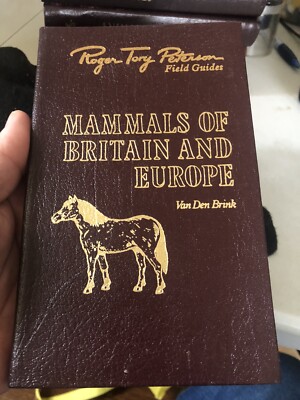 Roger Tory Peterson
Field Guides
MAMMALS OF
BRITAIN AND
EUROPE
Van Den Brink